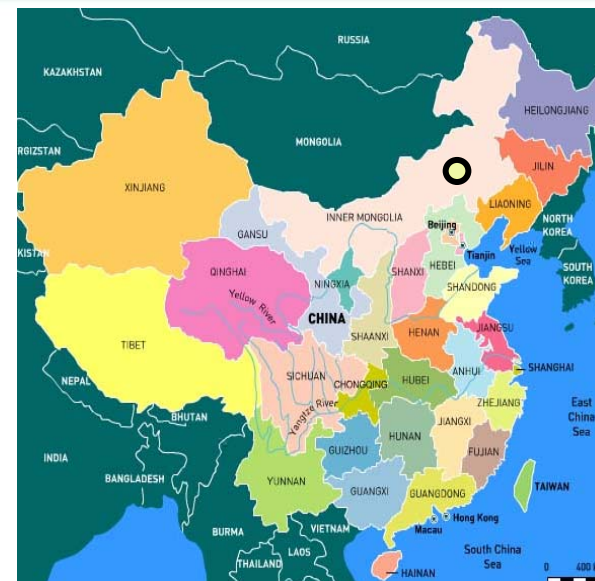 RUSSIA
KAZAKHSTAN
HEILONGJIANG
MONGOLIA
RGIZSTAN
JILIN
XINJIANG
LIAONING
INNER MONGOLIA
GANSU
Beijing
NORTH
KOREA
KISTAN
Tianjin
Yellow
Sea
QINGHAI
SHANXI
HEBEI
SOUTH
KOREA
NINGXIA
SHANDONG
Yellow River
CHINA
JIANGSU
HENAN
SHAANXI
TIBET
SHANGHAI
SICHUAN
ANHUI
NEPAL
CHONGQING
HUBEI
ZHEJIANG
East
China
Sea
Yangtze River
BHUTAN
JIANGXI
HUNAN
GUIZHOU
FUJIAN
INDIA
BANGLADESH
YUNNAN
GUANGXI
GUANGDONG
TAIWAN
Hong Kong
Macau
BURMA
VIETNAM
LAOS
THAILAND
South China
Sea
HAINAN
0 400